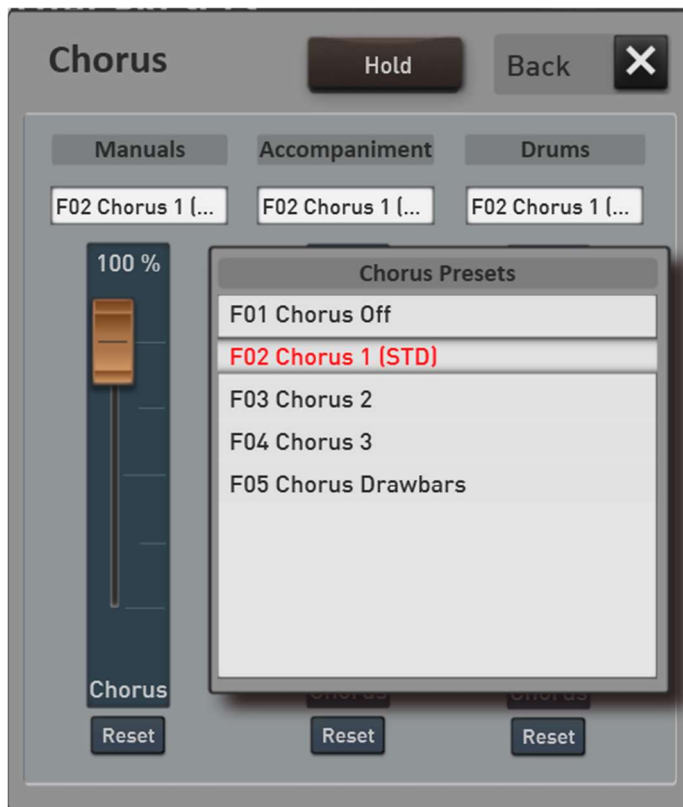 Chorus
Hold
Back
Manuals
Accompaniment
Drums
F02 Chorus 1 (...
F02 Chorus 1 (...
F02 Chorus 1 (...
100 %
Chorus Presets
F01 Chorus Off
F02 Chorus 1 (STD)
F03 Chorus 2
F04 Chorus 3
F05 Chorus Drawbars
Chorus
Chorus
Chorus
Reset
Reset
Reset